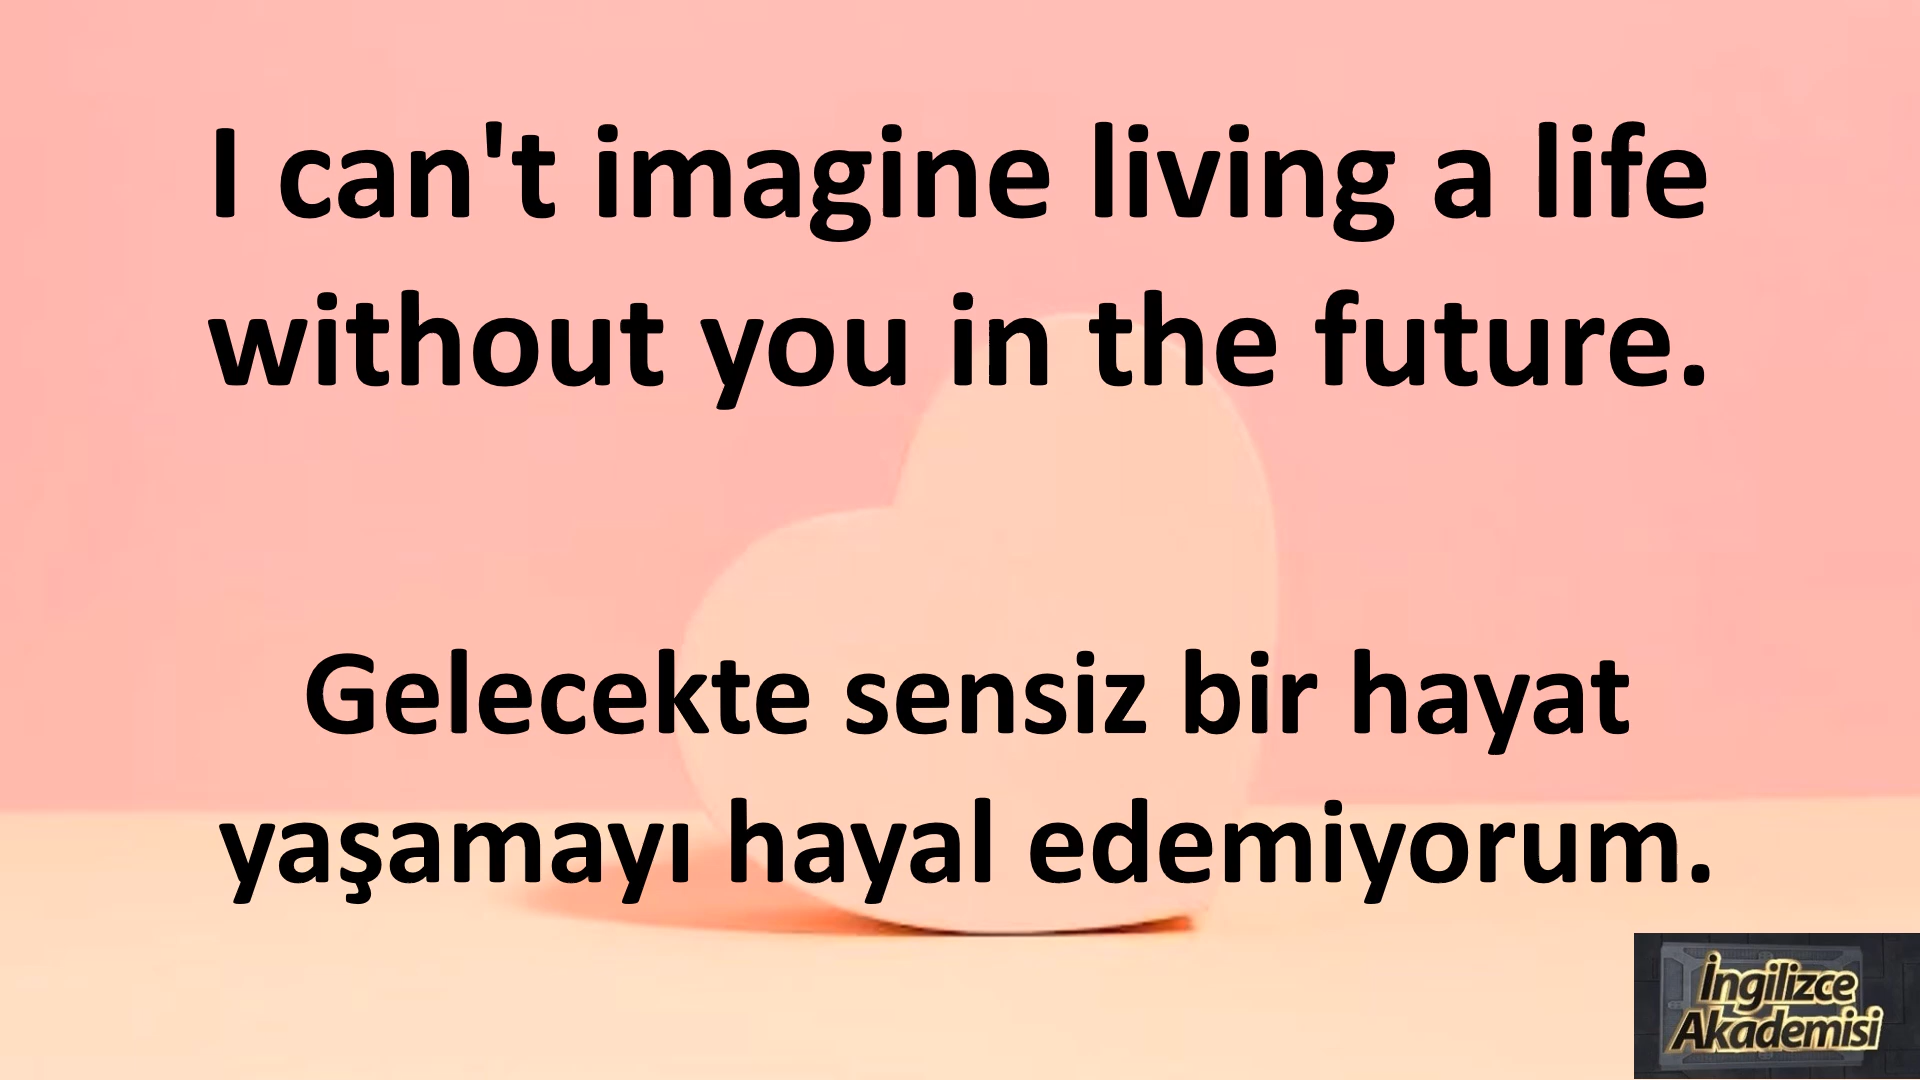 I can't imagine living a life
without you in the future.
Gelecekte sensiz bir hayat
yaşamayı hayal edemiyorum.
İngilizce
Akademisi